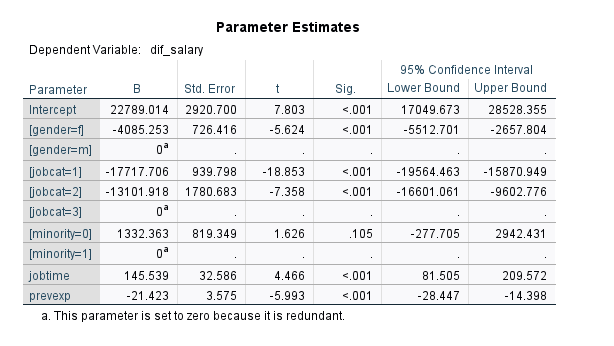 Parameter Estimates
Dependent Variable: dif_salary
95% Confidence Interval
Parameter B Std. Error t Sig. Lower Bound Upper Bound
Intercept 22789.014 2920.700 7.803 <.001 17049.673 28528.355
[gender=f] -4085.253 726.416 -5.624 <.001 -5512.701 -2657.804
[gender=m] 0a . . . . .
[jobcat=1] -17717.706 939.798 -18.853 <.001 -19564.463 -15870.949
[jobcat=2] -13101.918 1780.683 -7.358 <.001 -16601.061 -9602.776
[jobcat=3] 0a . . . . .
[minority=0] 1332.363 819.349 1.626 .105 -277.705 2942.431
[minority=1] 0a . . . . .
jobtime 145.539 32.586 4.466 <.001 81.505 209.572
prevexp -21.423 3.575 -5.993 <.001 -28.447 -14.398
a. This parameter is set to zero because it is redundant.